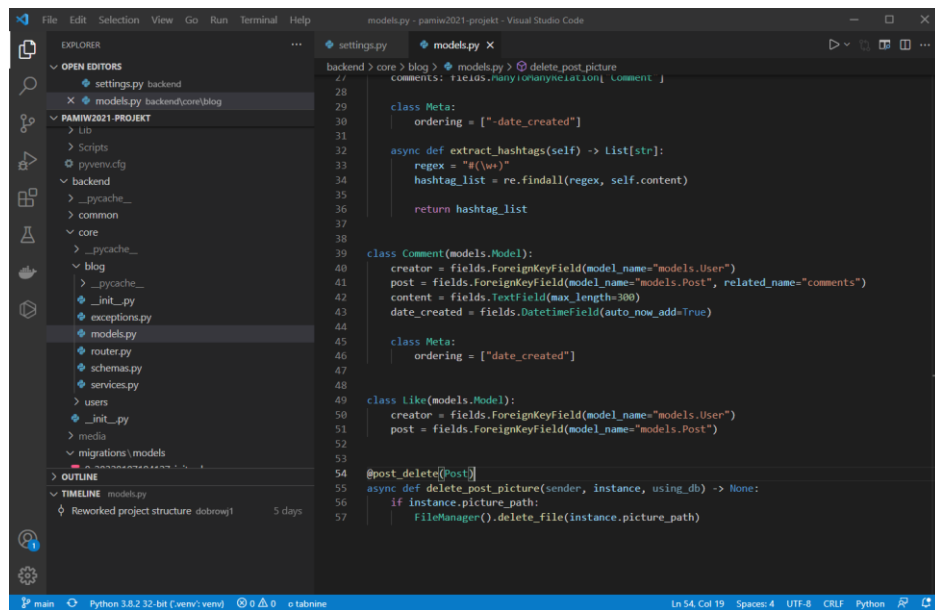 File Edit Selection View Go Run Terminal Help
models.py - pamiw2021-projekt - Visual Studio Code
EXPLORER
OPEN EDITORS
settings.py backend
models.py backend\core\blog
PAMIW2021-PROJEKT
Lib
Scripts
pyvenv.cfg
backend
__pycache__
common
core
__pycache__
blog
__pycache__
__init__.py
exceptions.py
models.py
router.py
schemas.py
services.py
users
__init__.py
media
migrations\models
OUTLINE
TIMELINE models.py
Reworked project structure dobrowj1 5 days
settings.py models.py
backend > core > blog > models.py > delete_post_picture
27 comments: fields.ManyToManyRelation["Comment"]
28
29 class Meta:
30 ordering = ["-date_created"]
31
32 async def extract_hashtags(self) -> List[str]:
33 regex = "#(\w+)"
34 hashtag_list = re.findall(regex, self.content)
35
36 return hashtag_list
37
38
39 class Comment(models.Model):
40 creator = fields.ForeignKeyField(model_name="models.User")
41 post = fields.ForeignKeyField(model_name="models.Post", related_name="comments")
42 content = fields.TextField(max_length=300)
43 date_created = fields.DatetimeField(auto_now_add=True)
44
45 class Meta:
46 ordering = ["date_created"]
47
48
49 class Like(models.Model):
50 creator = fields.ForeignKeyField(model_name="models.User")
51 post = fields.ForeignKeyField(model_name="models.Post")
52
53
54 @post_delete(Post)
55 async def delete_post_picture(sender, instance, using_db) -> None:
56 if instance.picture_path:
57 FileManager().delete_file(instance.picture_path)
1
main Python 3.8.2 32-bit ('.venv': venv) 0 0 tabnine
Ln 54, Col 19 Spaces: 4 UTF-8 CRLF Python